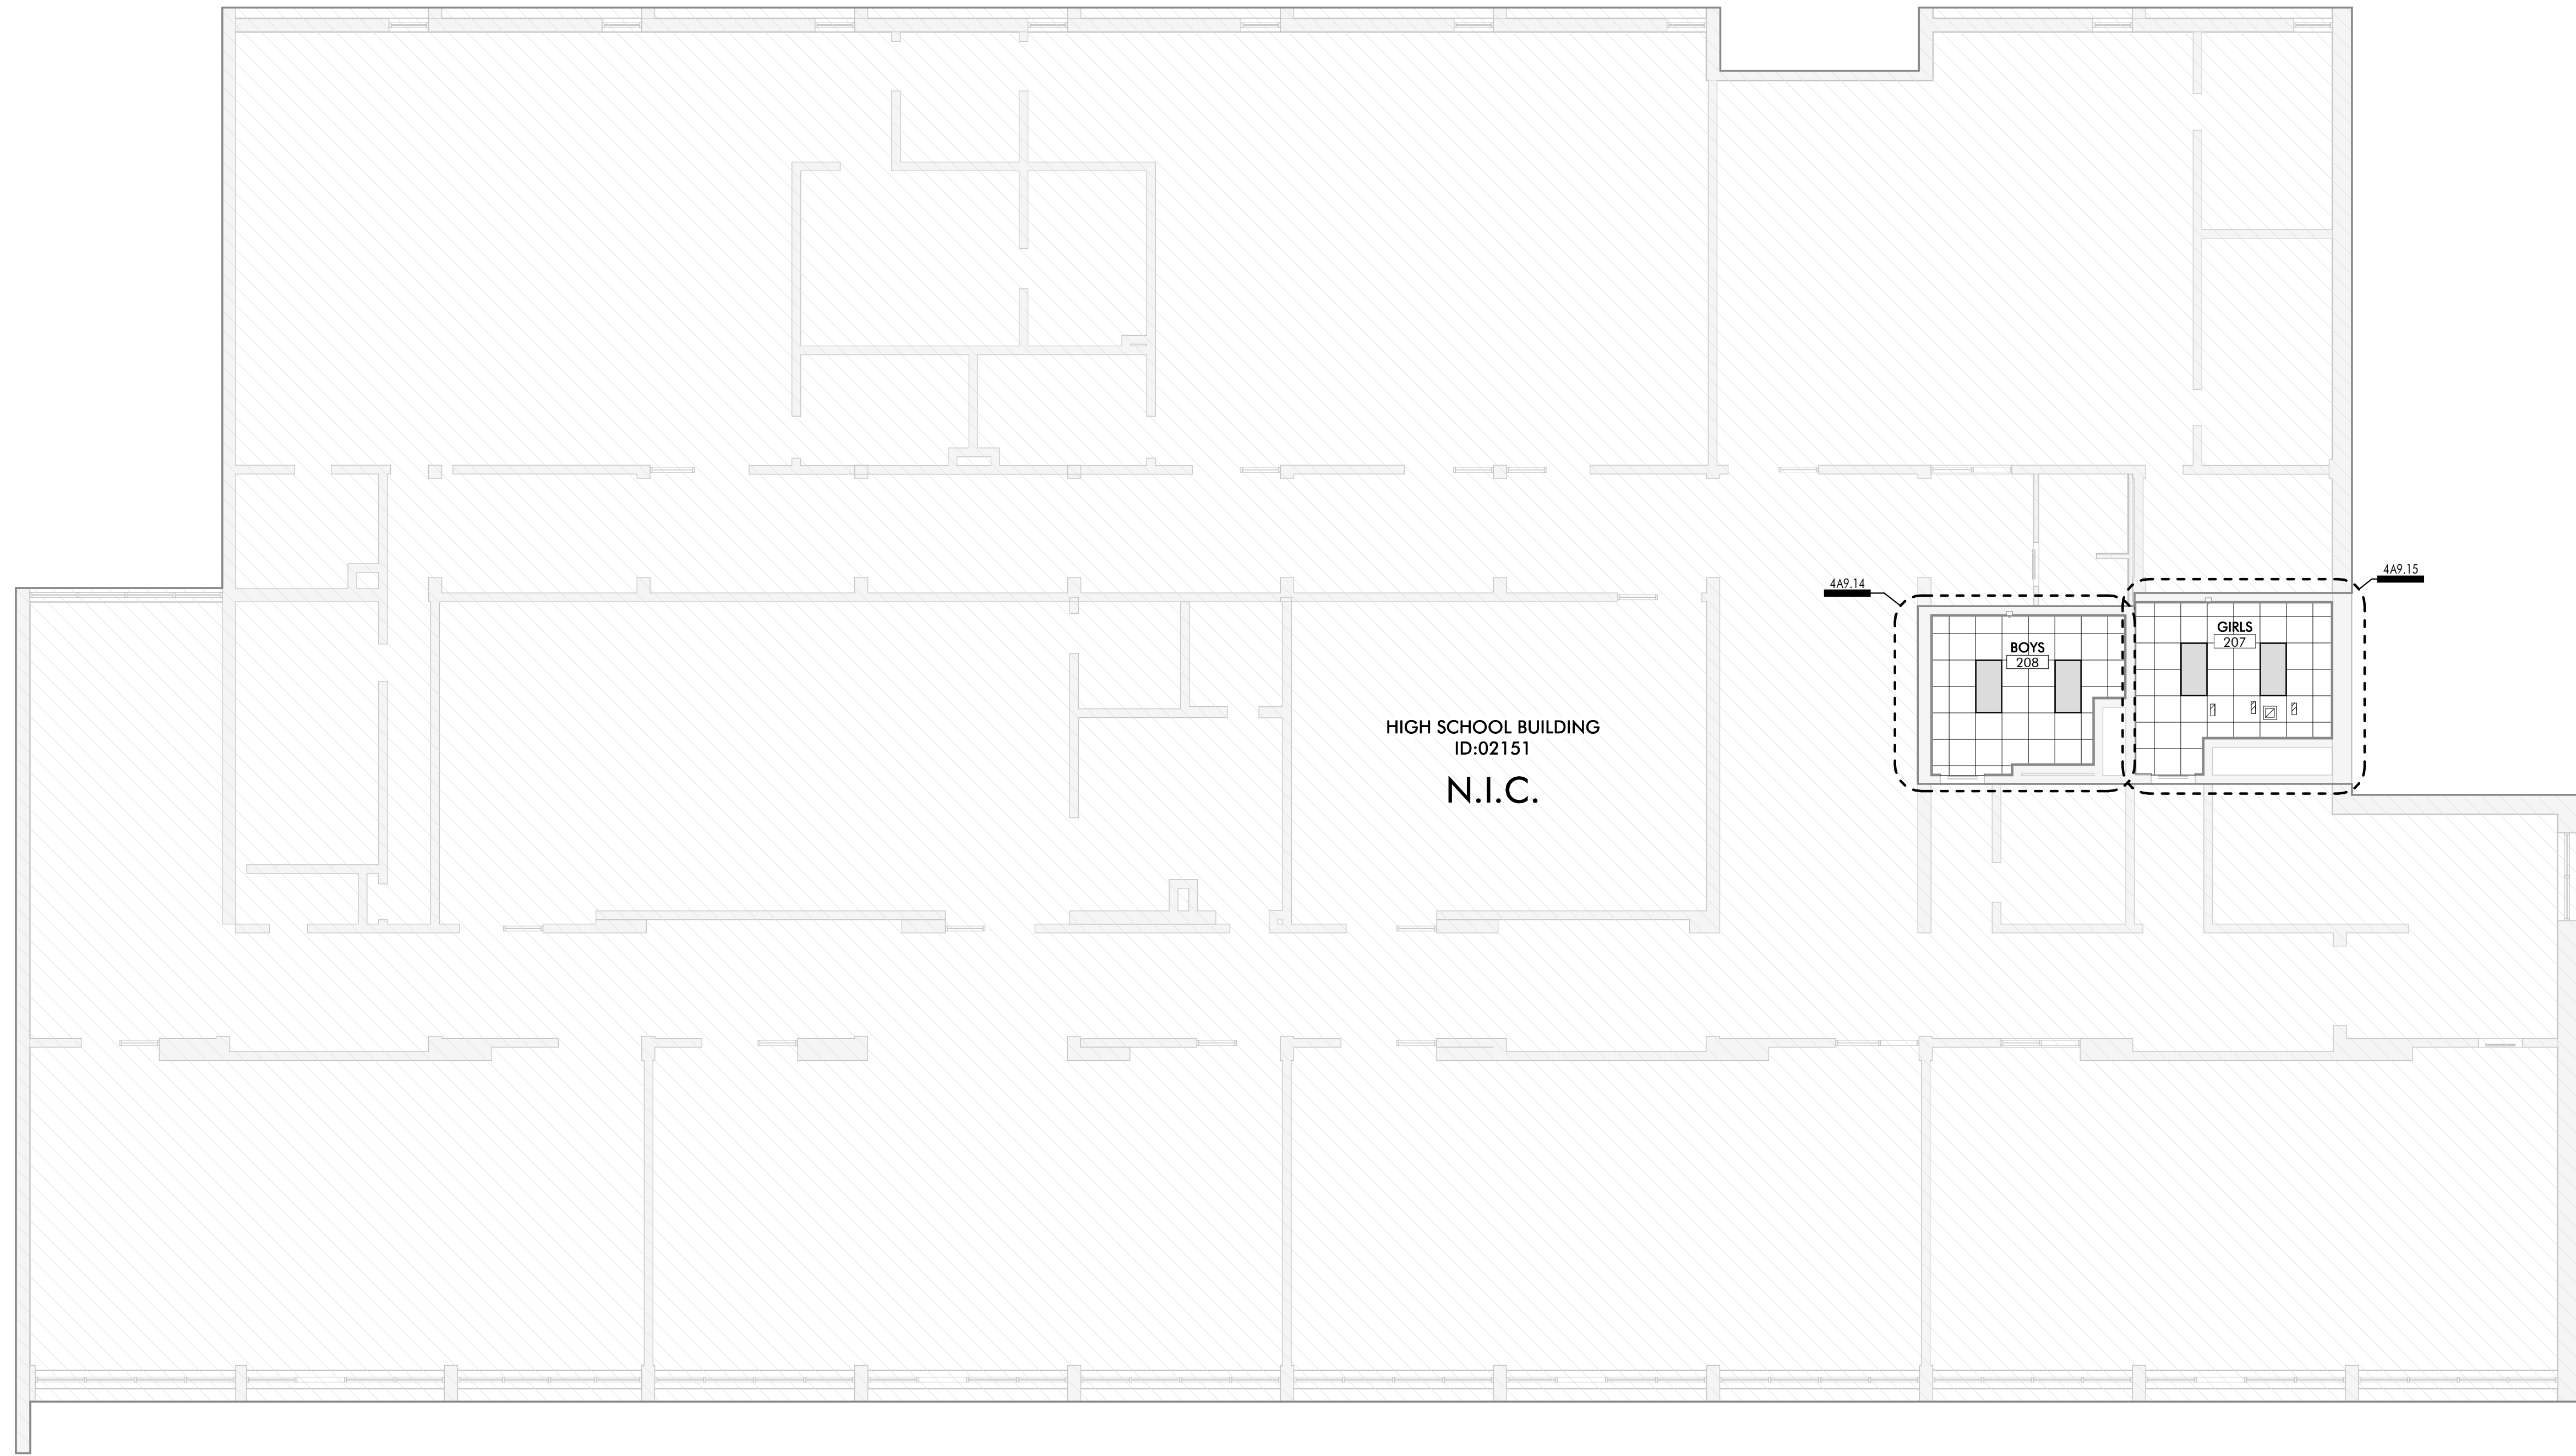 4A9.14
4A9.15
BOYS
208
GIRLS
207
HIGH SCHOOL BUILDING
ID:02151
N.I.C.